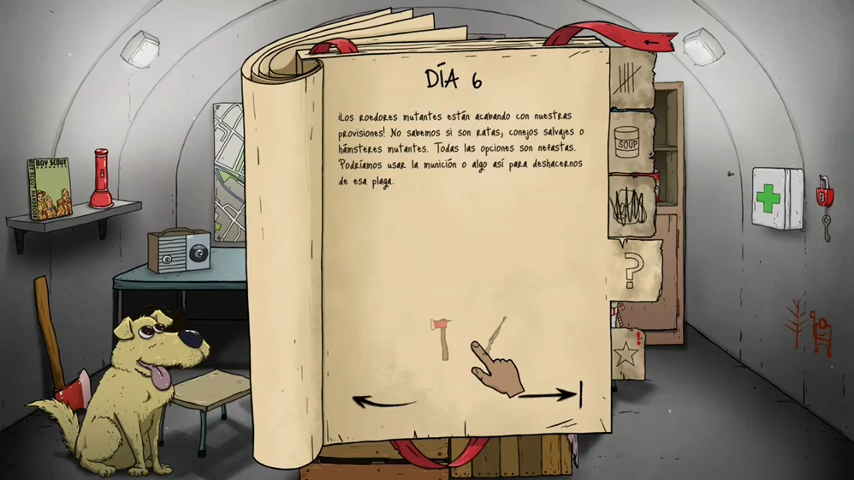 DÍA 6
¡Los roedores mutantes están acabando con nuestras
provisiones! No sabemos si son ratas, conejos salvajes o
hámsteres mutantes. Todas las opciones son nefastas.
Podríamos usar la munición o algo así para deshacernos
de esa plaga.
SOUP
?
BOY SCOUT